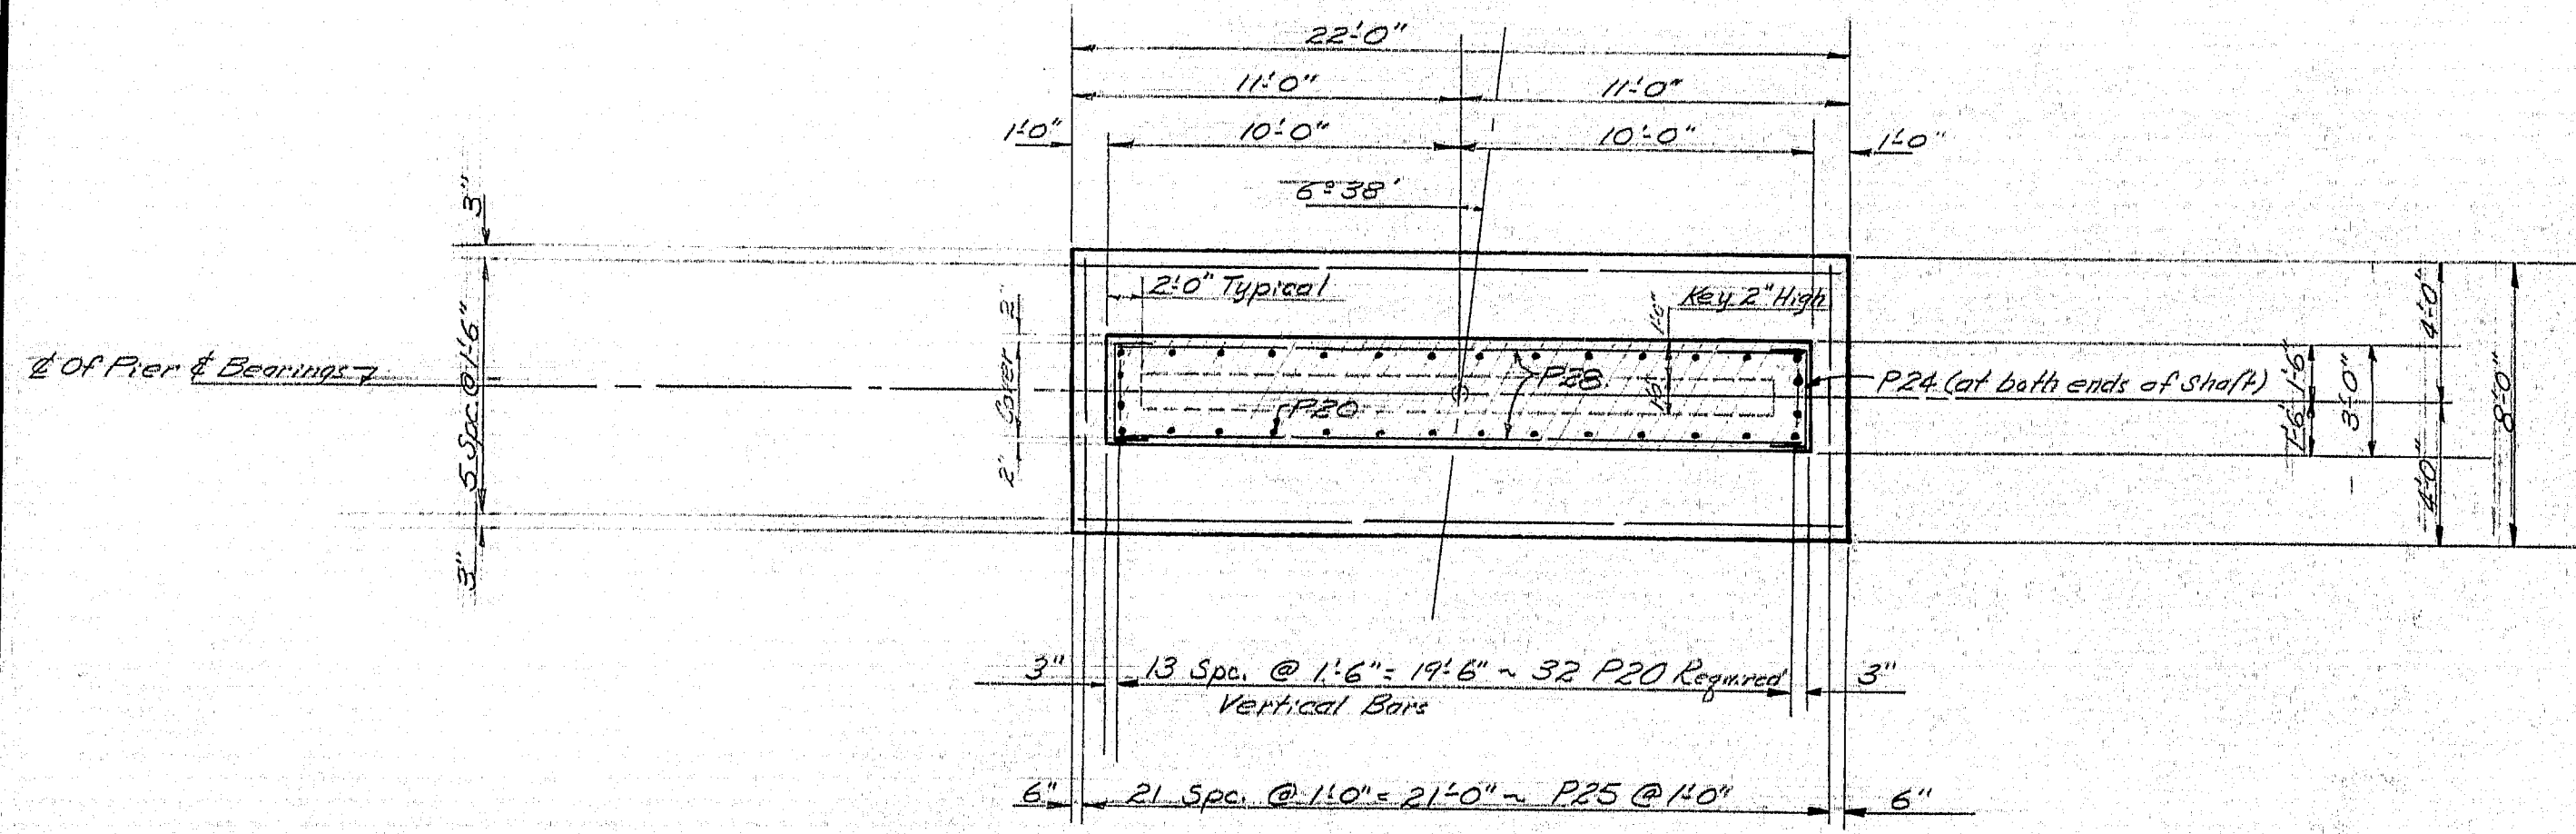 22'-0"
11'-0" 11'-0"
1'-0" 10'-0" 10'-0" 1'-0"
6°38'
3"
5 Spc. @ 1'-6"
3"
2'-0" Typical
Key 2" High
1'-6"
1'-6"
2" Cover 2"
℄ Of Pier ℄ Bearings
P28
P20
P24 (at both ends of shaft)
1'-6" 1'-6"
3'-0"
4'-0" 4'-0"
8'-0"
3" 13 Spc. @ 1'-6" = 19'-6" ~ 32 P20 Required 3"
Vertical Bars
6" 21 Spc. @ 1'-0" = 21'-0" ~ P25 @ 1'-0" 6"